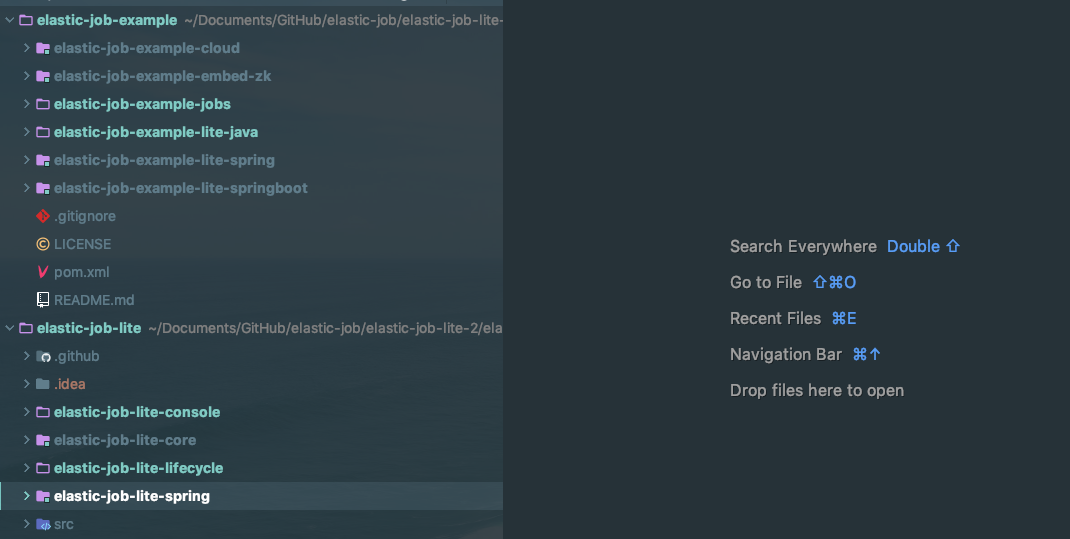 elastic-job-example ~/Documents/GitHub/elastic-job/elastic-job-lite-
elastic-job-example-cloud
elastic-job-example-embed-zk
elastic-job-example-jobs
elastic-job-example-lite-java
elastic-job-example-lite-spring
elastic-job-example-lite-springboot
.gitignore
LICENSE
pom.xml
README.md
elastic-job-lite ~/Documents/GitHub/elastic-job/elastic-job-lite-2/ela
.github
.idea
elastic-job-lite-console
elastic-job-lite-core
elastic-job-lite-lifecycle
elastic-job-lite-spring
src
Search Everywhere Double ⇧
Go to File ⇧⌘O
Recent Files ⌘E
Navigation Bar ⌘↑
Drop files here to open